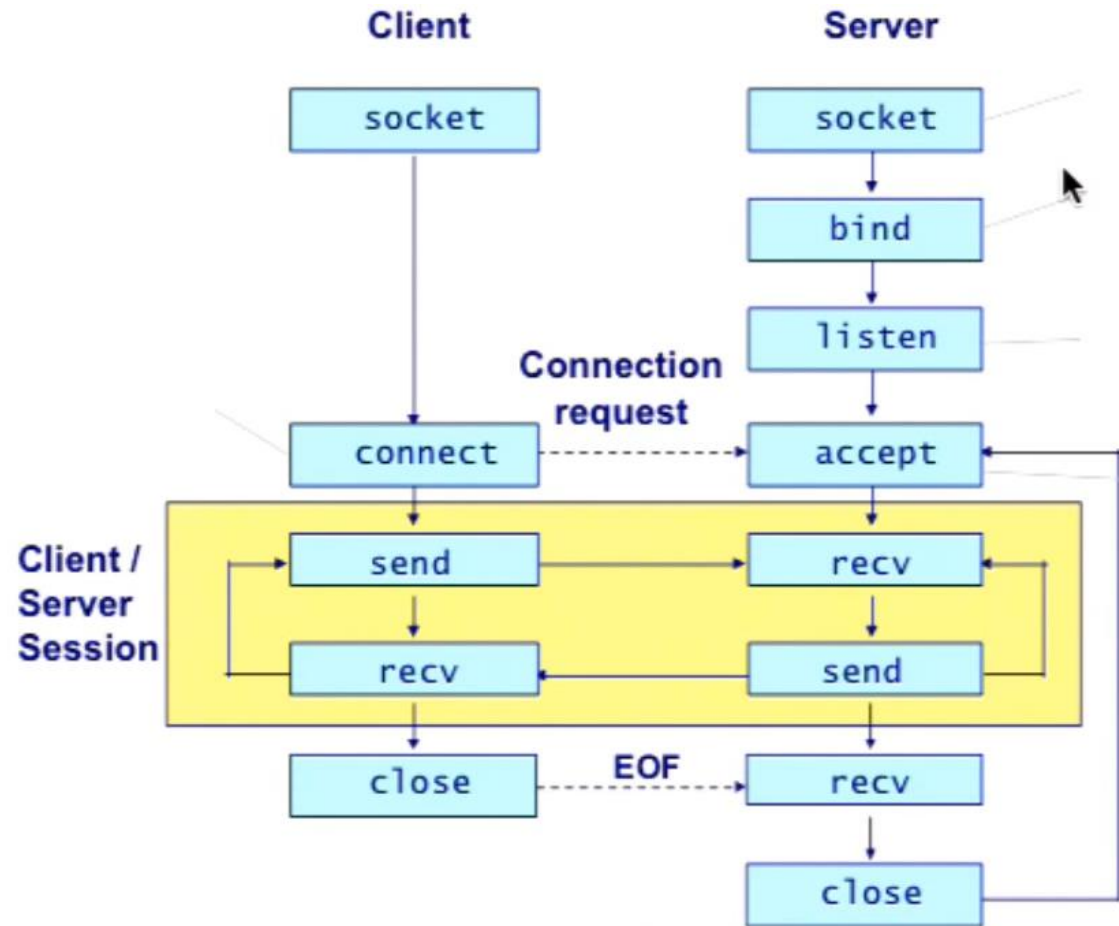 Client
Server
socket
socket
bind
listen
Connection
request
connect
accept
Client /
Server
Session
send
recv
recv
send
close
EOF
recv
close